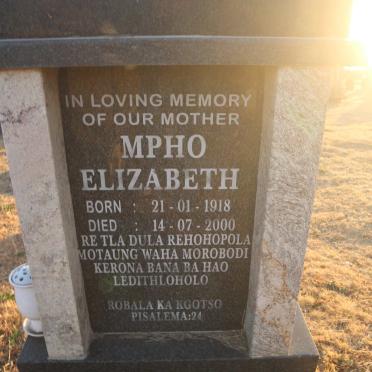 IN LOVING MEMORY
OF OUR MOTHER
MPHO
ELIZABETH
BORN : 21-01-1918
DIED : 14-07-2000
RE TLA DULA REHOHOPOLA
MOTAUNG WAHA MOROBODI
KERONA BANA BA HAO
LEDITHLOHOLO
ROBALA KA KGOTSO
PISALEMA:24